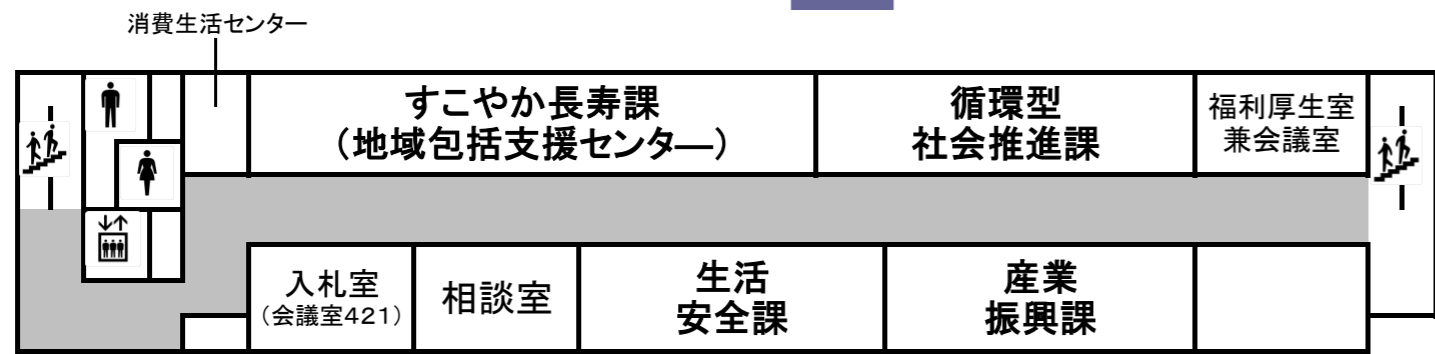 消費生活センター
すこやか長寿課
（地域包括支援センター）
循環型
社会推進課
福利厚生室
兼会議室
入札室
（会議室421）
相談室
生活
安全課
産業
振興課